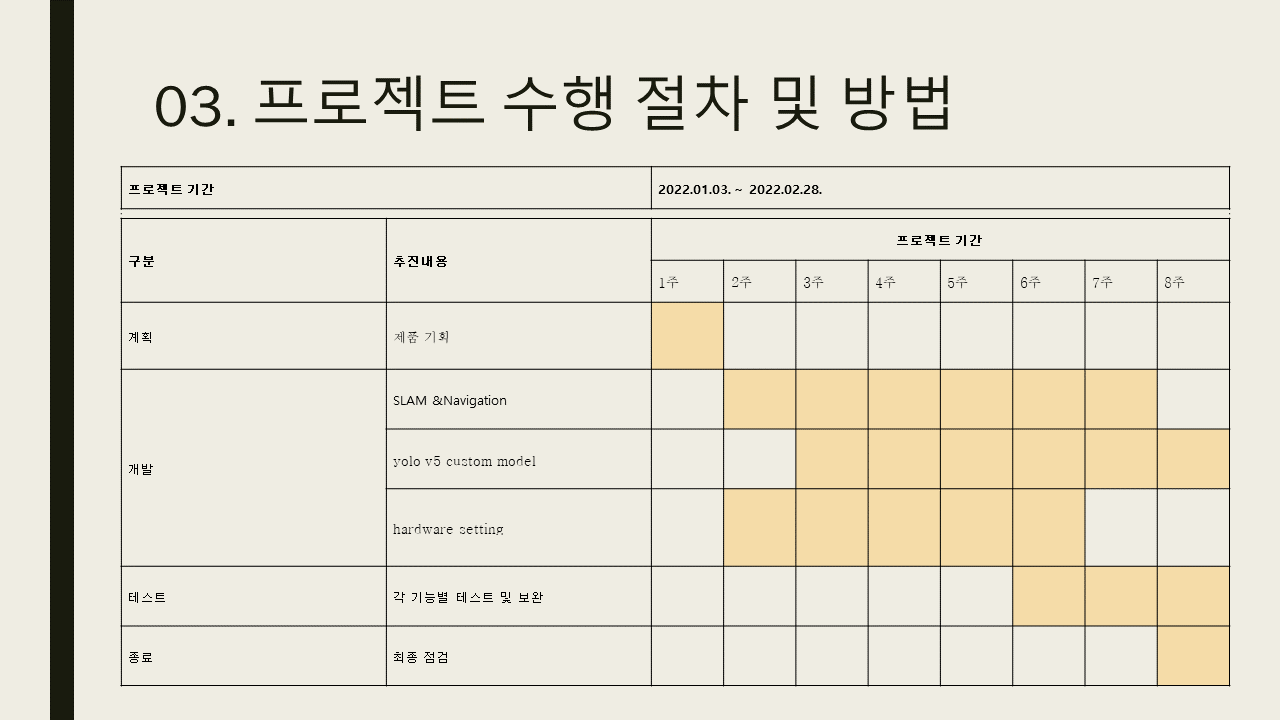 03. 프로젝트 수행 절차 및 방법
프로젝트 기간 2022.01.03. ~ 2022.02.28.
구분 추진내용 프로젝트 기간
1주 2주 3주 4주 5주 6주 7주 8주
계획 제품 기획
개발 SLAM &Navigation
yolo v5 custom model
hardware setting
테스트 각 기능별 테스트 및 보완
종료 최종 점검